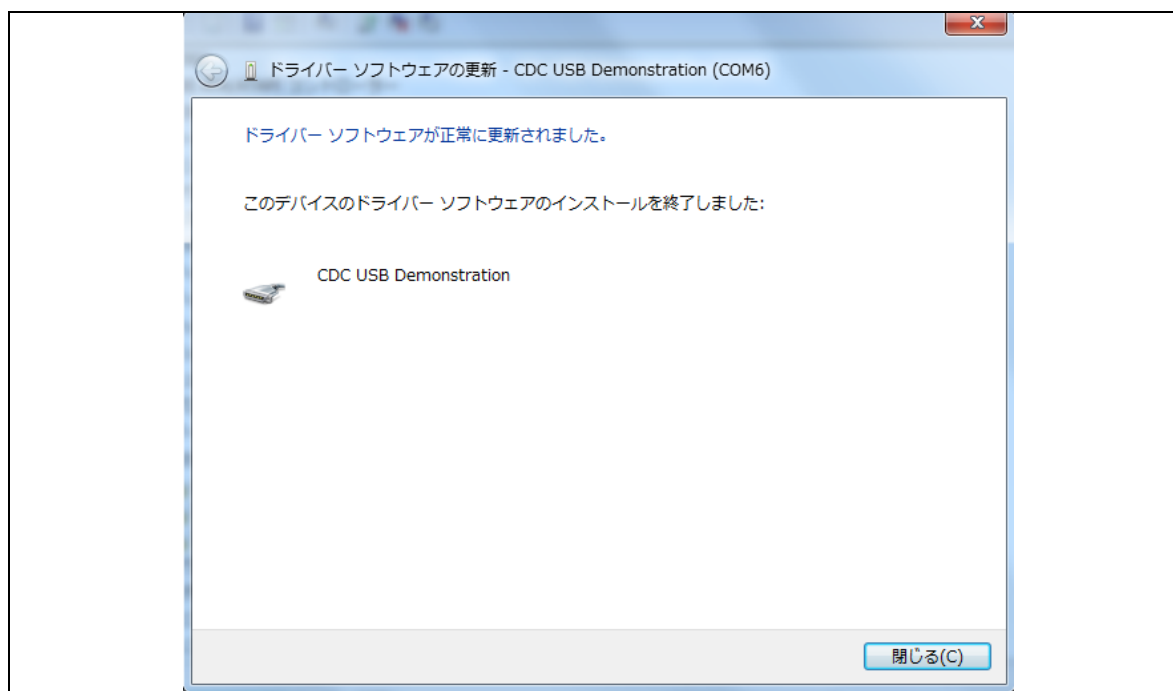 ドライバー ソフトウェアの更新 - CDC USB Demonstration (COM6)
ドライバー ソフトウェアが正常に更新されました。
このデバイスのドライバー ソフトウェアのインストールを終了しました:
CDC USB Demonstration
閉じる(C)